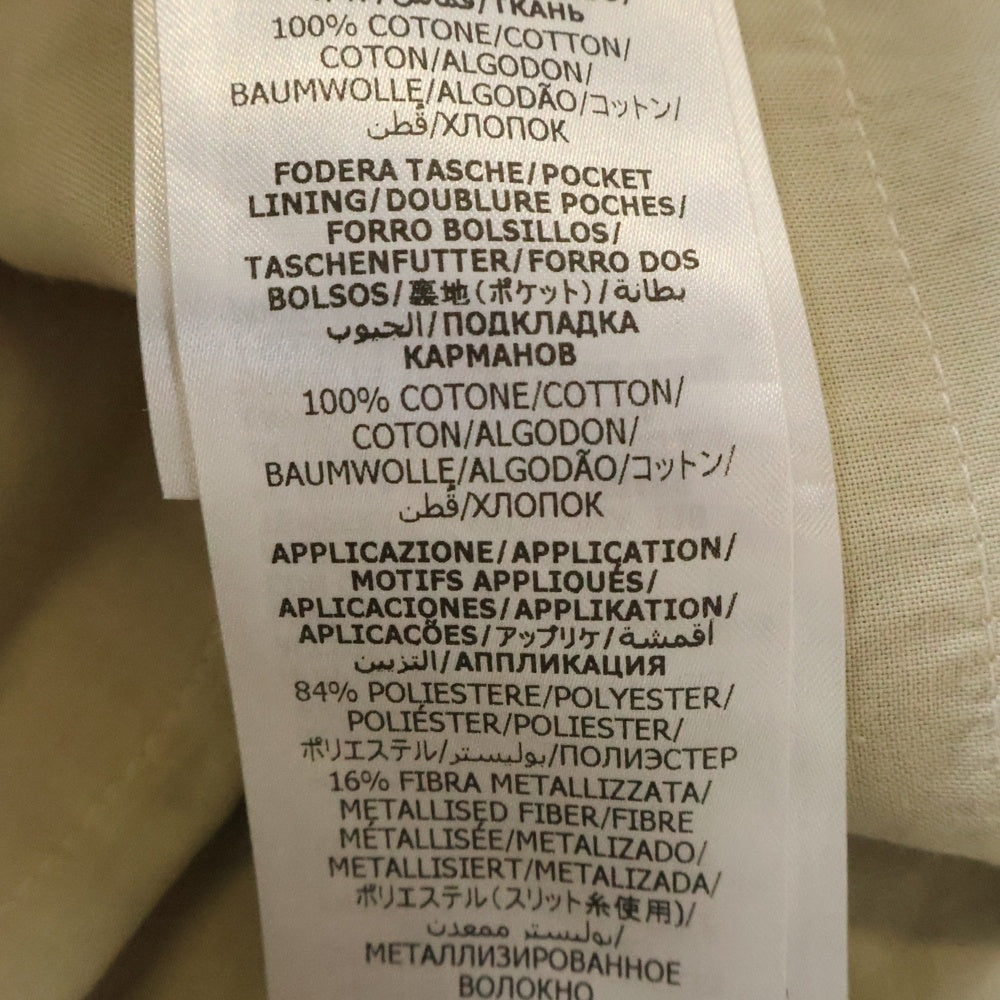 /ТКАНЬ
100% COTONE/COTTON/
COTON/ALGODON/
BAUMWOLLE/ALGODÃO/コットン/
قطن/ХЛОПОК
FODERA TASCHE/POCKET
LINING/DOUBLURE POCHES/
FORRO BOLSILLOS/
TASCHENFUTTER/FORRO DOS
BOLSOS/裏地(ポケット)/بطانة
الجيوب/ПОДКЛАДКА
КАРМАНОВ
100% COTONE/COTTON/
COTON/ALGODON/
BAUMWOLLE/ALGODÃO/コットン/
قطن/ХЛОПОК
APPLICAZIONE/APPLICATION/
MOTIFS APPLIQUÉS/
APLICACIONES/APPLIKATION/
APLICACÕES/アップリケ/أقمشة
التزيين/АППЛИКАЦИЯ
84% POLIESTERE/POLYESTER/
POLIÉSTER/POLIESTER/
ポリエステル/بوليستر/ПОЛИЭСТЕР
16% FIBRA METALLIZZATA/
METALLISED FIBER/FIBRE
MÉTALLISÉE/METALIZADO/
METALLISIERT/METALIZADA/
ポリエステル(スリット糸使用)/
بوليستر ممعدن/
МЕТАЛЛИЗИРОВАННОЕ
ВОЛОКНО